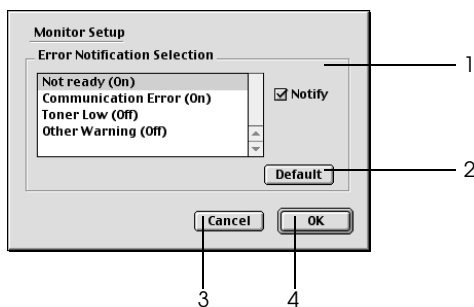 Monitor Setup
Error Notification Selection
1
Not ready (On)
Communication Error (On)
Notify
Toner Low (Off)
Other Warning (Off)
Default
2
Cancel
OK
3
4